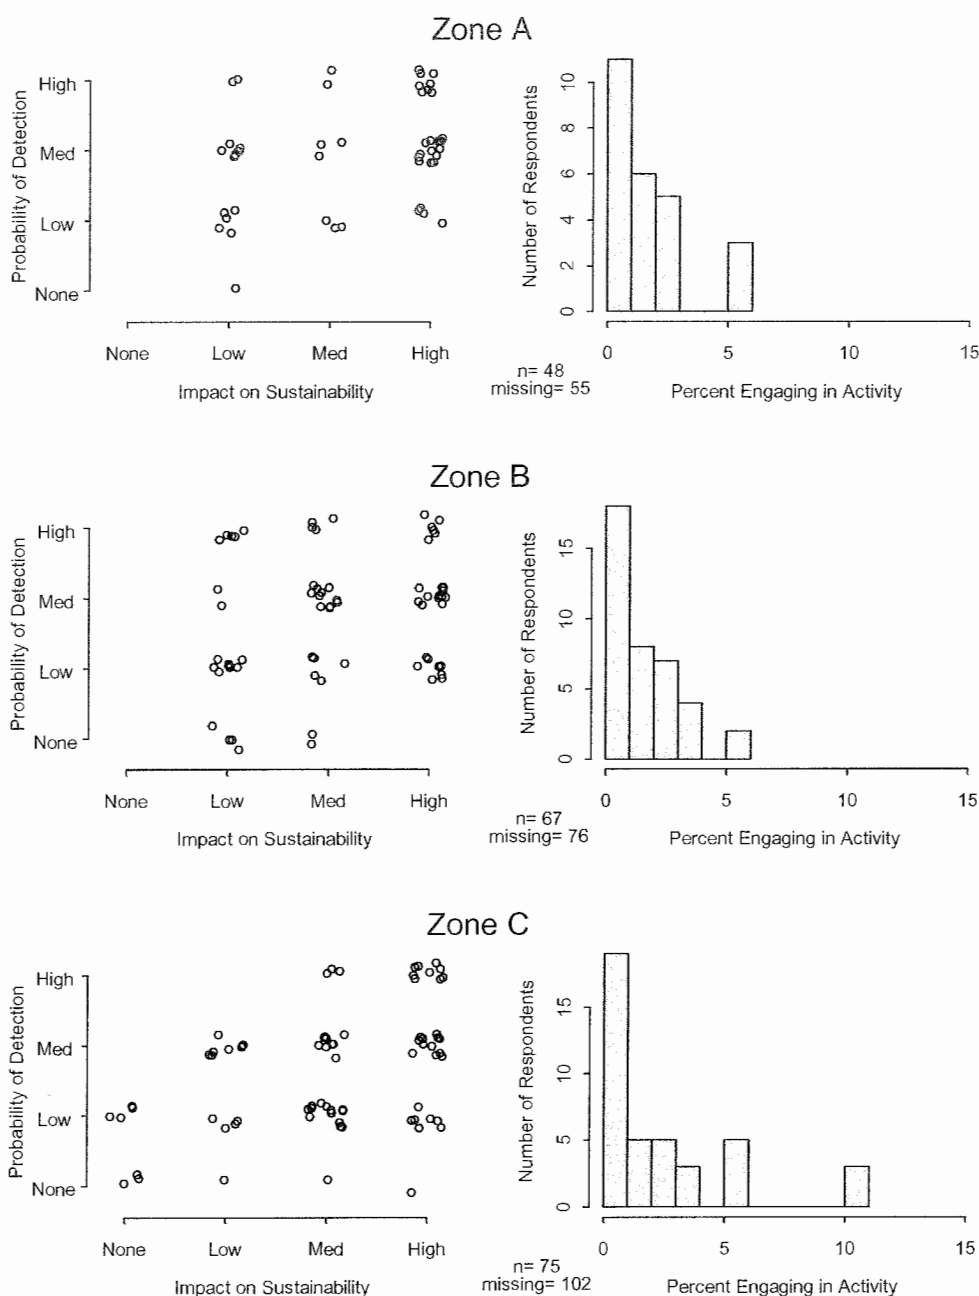 Zone A
Probability of Detection
High
Med
Low
None
None Low Med High
Impact on Sustainability
n= 48
missing= 55
Number of Respondents
10
8
6
4
2
0
0 5 10 15
Percent Engaging in Activity
Zone B
Probability of Detection
High
Med
Low
None
None Low Med High
Impact on Sustainability
n= 67
missing= 76
Number of Respondents
15
10
5
0
0 5 10 15
Percent Engaging in Activity
Zone C
Probability of Detection
High
Med
Low
None
None Low Med High
Impact on Sustainability
n= 75
missing= 102
Number of Respondents
15
10
5
0
0 5 10 15
Percent Engaging in Activity